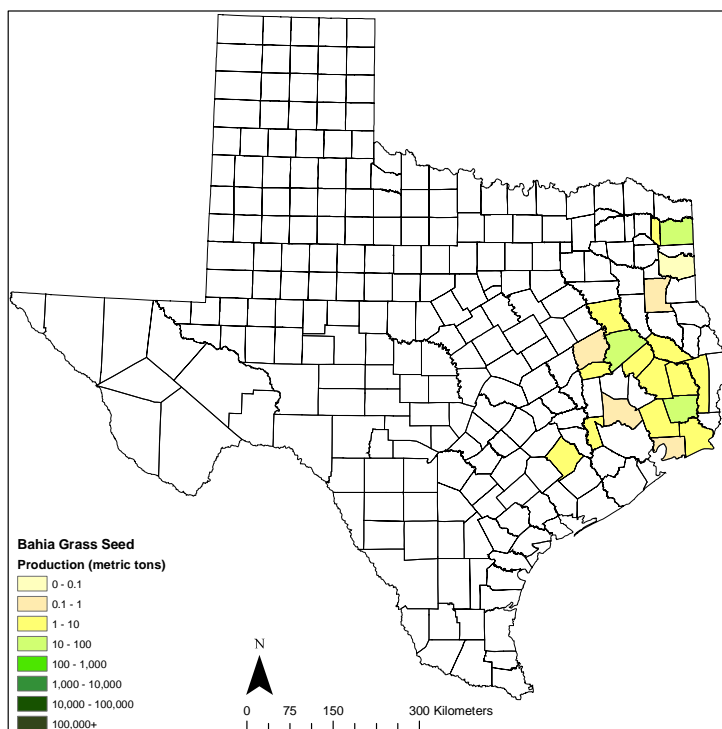 Bahia Grass Seed
Production (metric tons)
0 - 0.1
0.1 - 1
1 - 10
10 - 100
100 - 1,000
1,000 - 10,000
10,000 - 100,000
100,000+
N
0 75 150 300 Kilometers